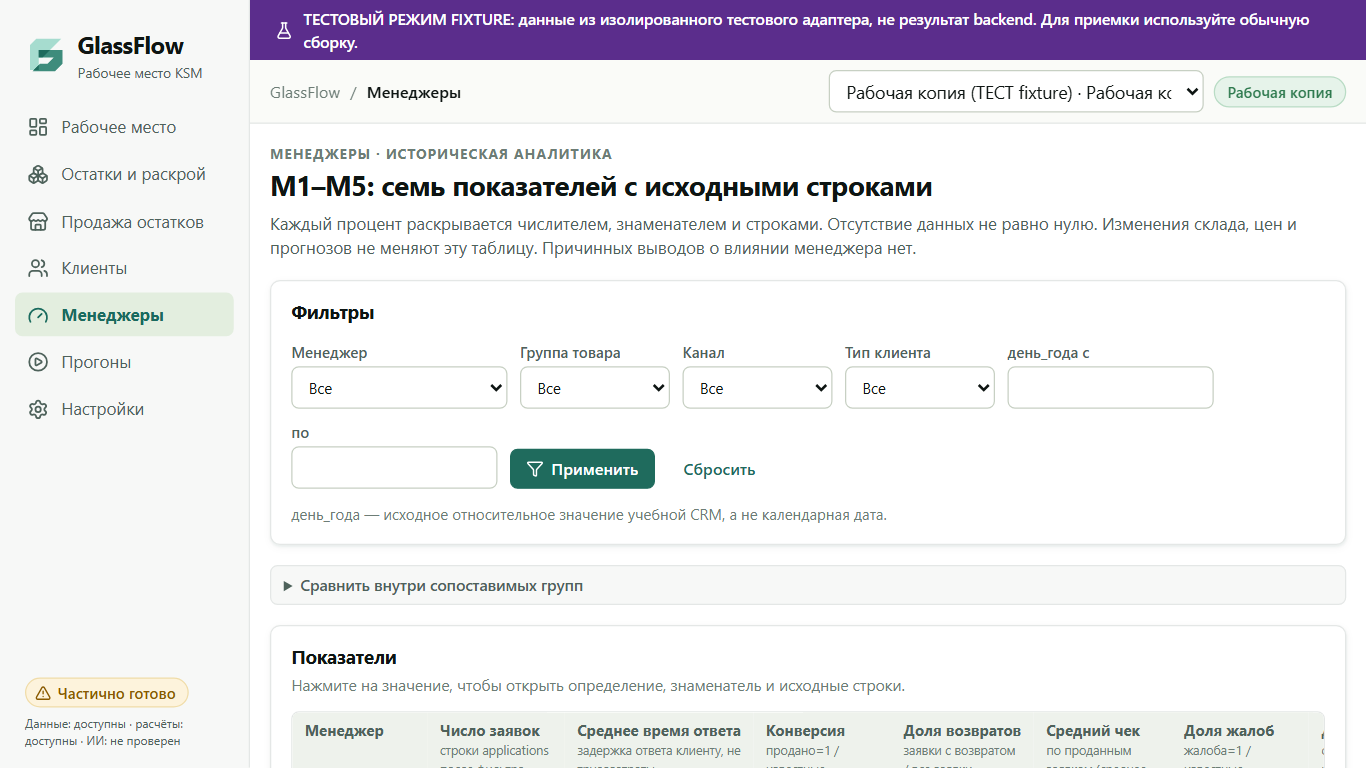 GlassFlow
Рабочее место KSM
Рабочее место
Остатки и раскрой
Продажа остатков
Клиенты
Менеджеры
Прогоны
Настройки
Частично готово
Данные: доступны · расчёты:
доступны · ИИ: не проверен
ТЕСТОВЫЙ РЕЖИМ FIXTURE: данные из изолированного тестового адаптера, не результат backend. Для приемки используйте обычную
сборку.
GlassFlow / Менеджеры
Рабочая копия (ТЕСТ fixture) · Рабочая кс
Рабочая копия
МЕНЕДЖЕРЫ · ИСТОРИЧЕСКАЯ АНАЛИТИКА
M1–M5: семь показателей с исходными строками
Каждый процент раскрывается числителем, знаменателем и строками. Отсутствие данных не равно нулю. Изменения склада, цен и
прогнозов не меняют эту таблицу. Причинных выводов о влиянии менеджера нет.
Фильтры
Менеджер Группа товара Канал Тип клиента день_года с
Все Все Все Все
по
Применить Сбросить
день_года — исходное относительное значение учебной CRM, а не календарная дата.
Сравнить внутри сопоставимых групп
Показатели
Нажмите на значение, чтобы открыть определение, знаменатель и исходные строки.
Менеджер Число заявок Среднее время ответа Конверсия Доля возвратов Средний чек Доля жалоб
строки applications задержка ответа клиенту, не продано=1 / заявки с возвратом по проданным жалоба=1 /